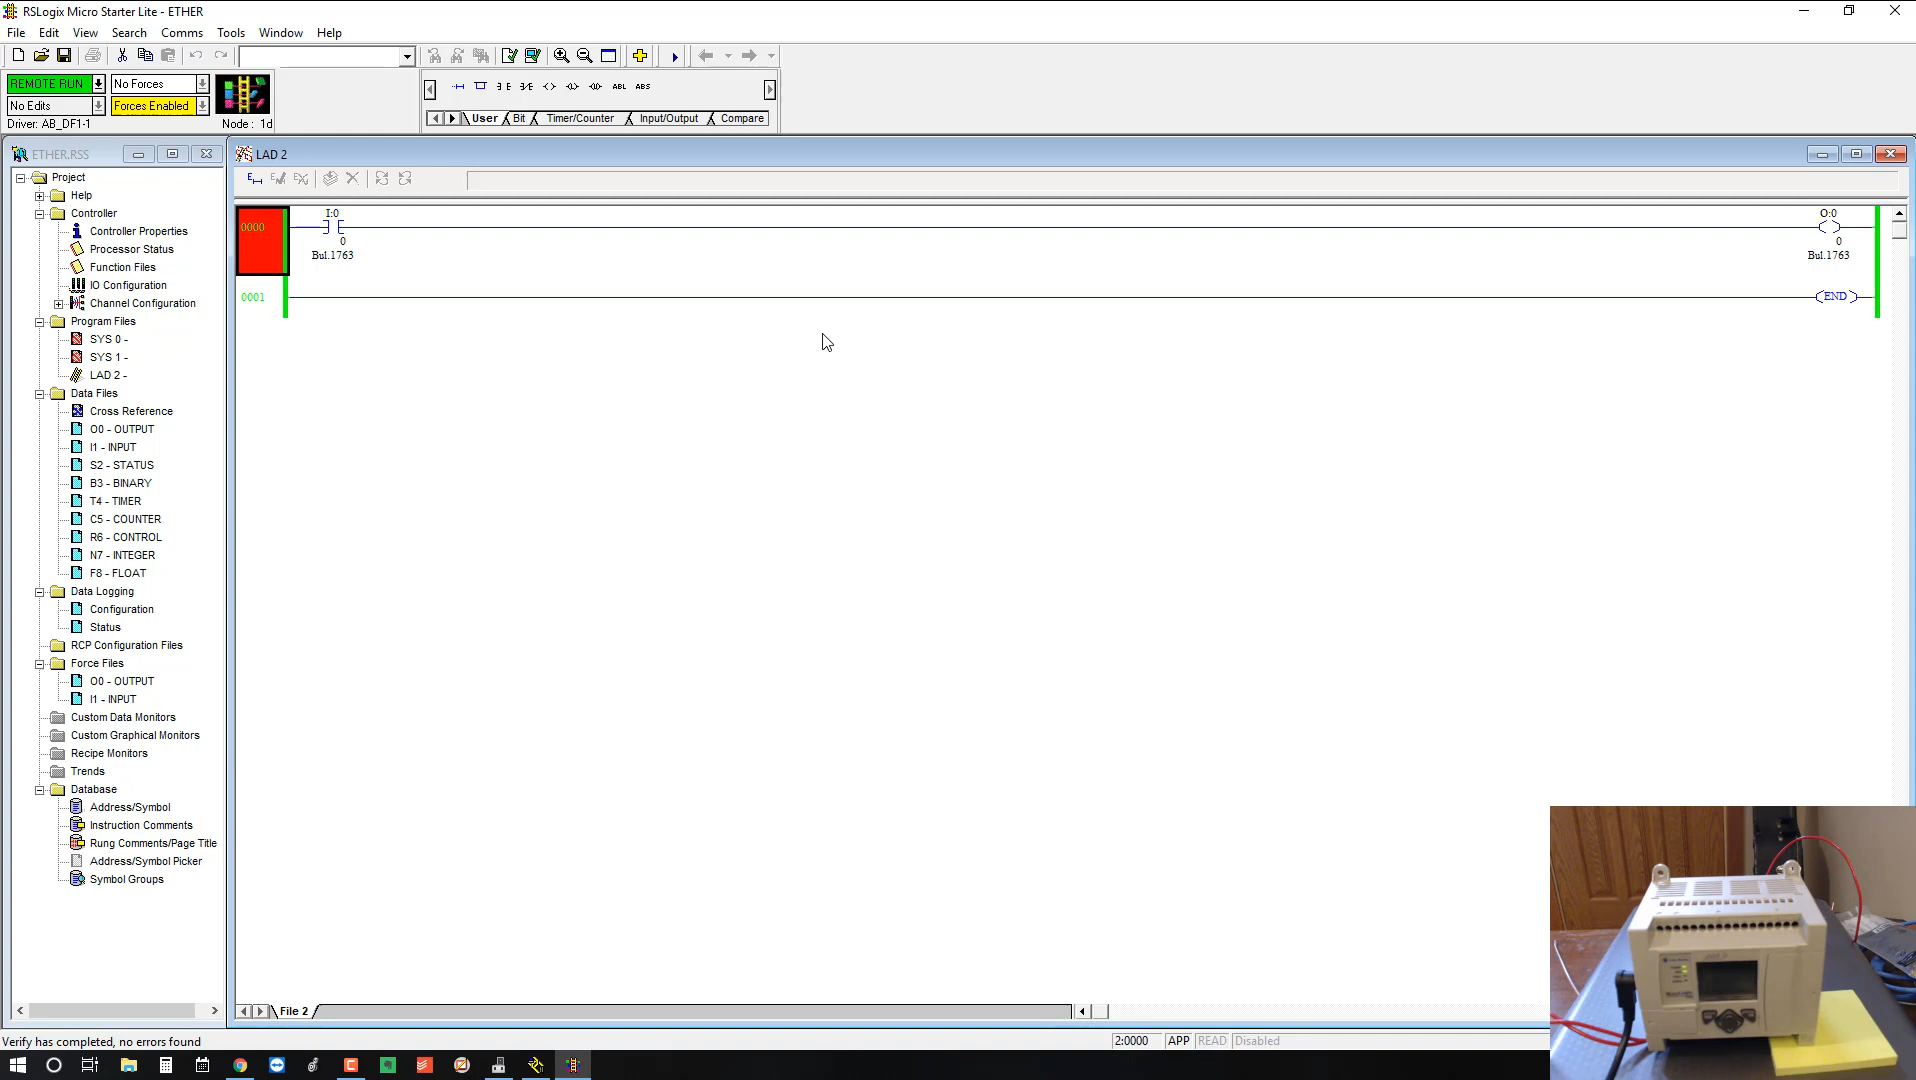 RSLogix Micro Starter Lite - ETHER
File Edit View Search Comms Tools Window Help
REMOTE RUN No Forces
No Edits Forces Enabled
Driver: AB_DF1-1 Node : 1d
ABL ABS
User Bit Timer/Counter Input/Output Compare
ETHER.RSS
Project
Help
Controller
Controller Properties
Processor Status
Function Files
IO Configuration
Channel Configuration
Program Files
SYS 0 -
SYS 1 -
LAD 2 -
Data Files
Cross Reference
O0 - OUTPUT
I1 - INPUT
S2 - STATUS
B3 - BINARY
T4 - TIMER
C5 - COUNTER
R6 - CONTROL
N7 - INTEGER
F8 - FLOAT
Data Logging
Configuration
Status
RCP Configuration Files
Force Files
O0 - OUTPUT
I1 - INPUT
Custom Data Monitors
Custom Graphical Monitors
Recipe Monitors
Trends
Database
Address/Symbol
Instruction Comments
Rung Comments/Page Title
Address/Symbol Picker
Symbol Groups
LAD 2
I:0 O:0
0000
0 0
Bul.1763 Bul.1763
0001 END
File 2
Verify has completed, no errors found 2:0000 APP READ Disabled